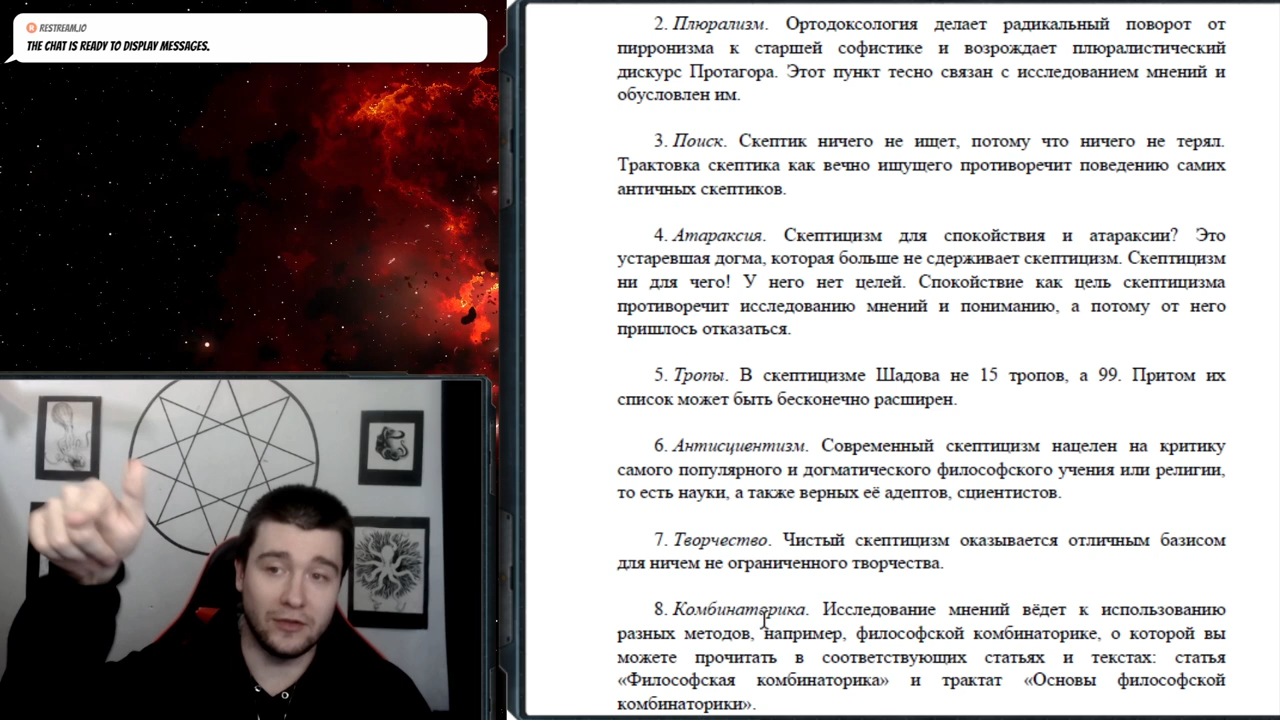 RESTREAM.IO
THE CHAT IS READY TO DISPLAY MESSAGES.
2. Плюрализм. Ортодоксология делает радикальный поворот от
пирронизма к старшей софистике и возрождает плюралистический
дискурс Протагора. Этот пункт тесно связан с исследованием мнений и
обусловлен им.
3. Поиск. Скептик ничего не ищет, потому что ничего не терял.
Трактовка скептика как вечно ищущего противоречит поведению самих
античных скептиков.
4. Атараксия. Скептицизм для спокойствия и атараксии? Это
устаревшая догма, которая больше не сдерживает скептицизм. Скептицизм
ни для чего! У него нет целей. Спокойствие как цель скептицизма
противоречит исследованию мнений и пониманию, а потому от него
пришлось отказаться.
5. Тропы. В скептицизме Шадова не 15 тропов, а 99. Притом их
список может быть бесконечно расширен.
6. Антисциентизм. Современный скептицизм нацелен на критику
самого популярного и догматического философского учения или религии,
то есть науки, а также верных её адептов, сциентистов.
7. Творчество. Чистый скептицизм оказывается отличным базисом
для ничем не ограниченного творчества.
8. Комбинаторика. Исследование мнений вёдет к использованию
разных методов, например, философской комбинаторике, о которой вы
можете прочитать в соответствующих статьях и текстах: статья
«Философская комбинаторика» и трактат «Основы философской
комбинаторики».